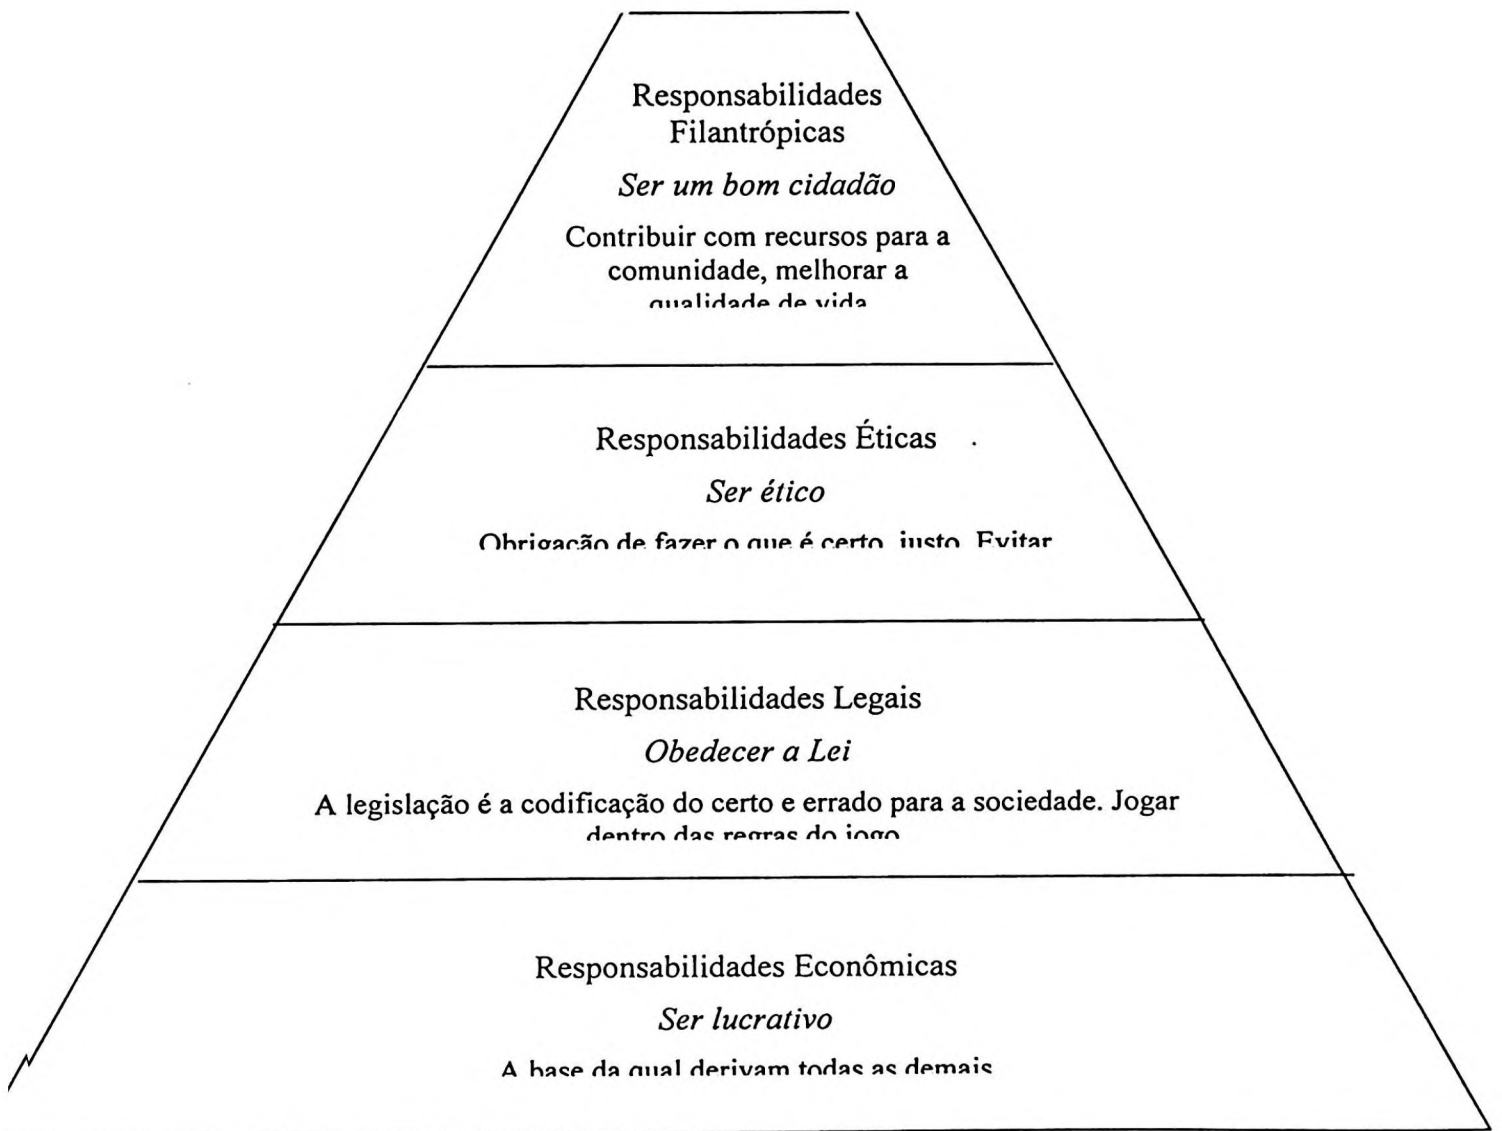 Responsabilidades
Filantrópicas
Ser um bom cidadão
Contribuir com recursos para a
comunidade, melhorar a
qualidade de vida
Responsabilidades Éticas
Ser ético
Obrigação de fazer o que é certo, justo. Evitar
Responsabilidades Legais
Obedecer a Lei
A legislação é a codificação do certo e errado para a sociedade. Jogar
dentro das regras do jogo
Responsabilidades Econômicas
Ser lucrativo
A base da qual derivam todas as demais